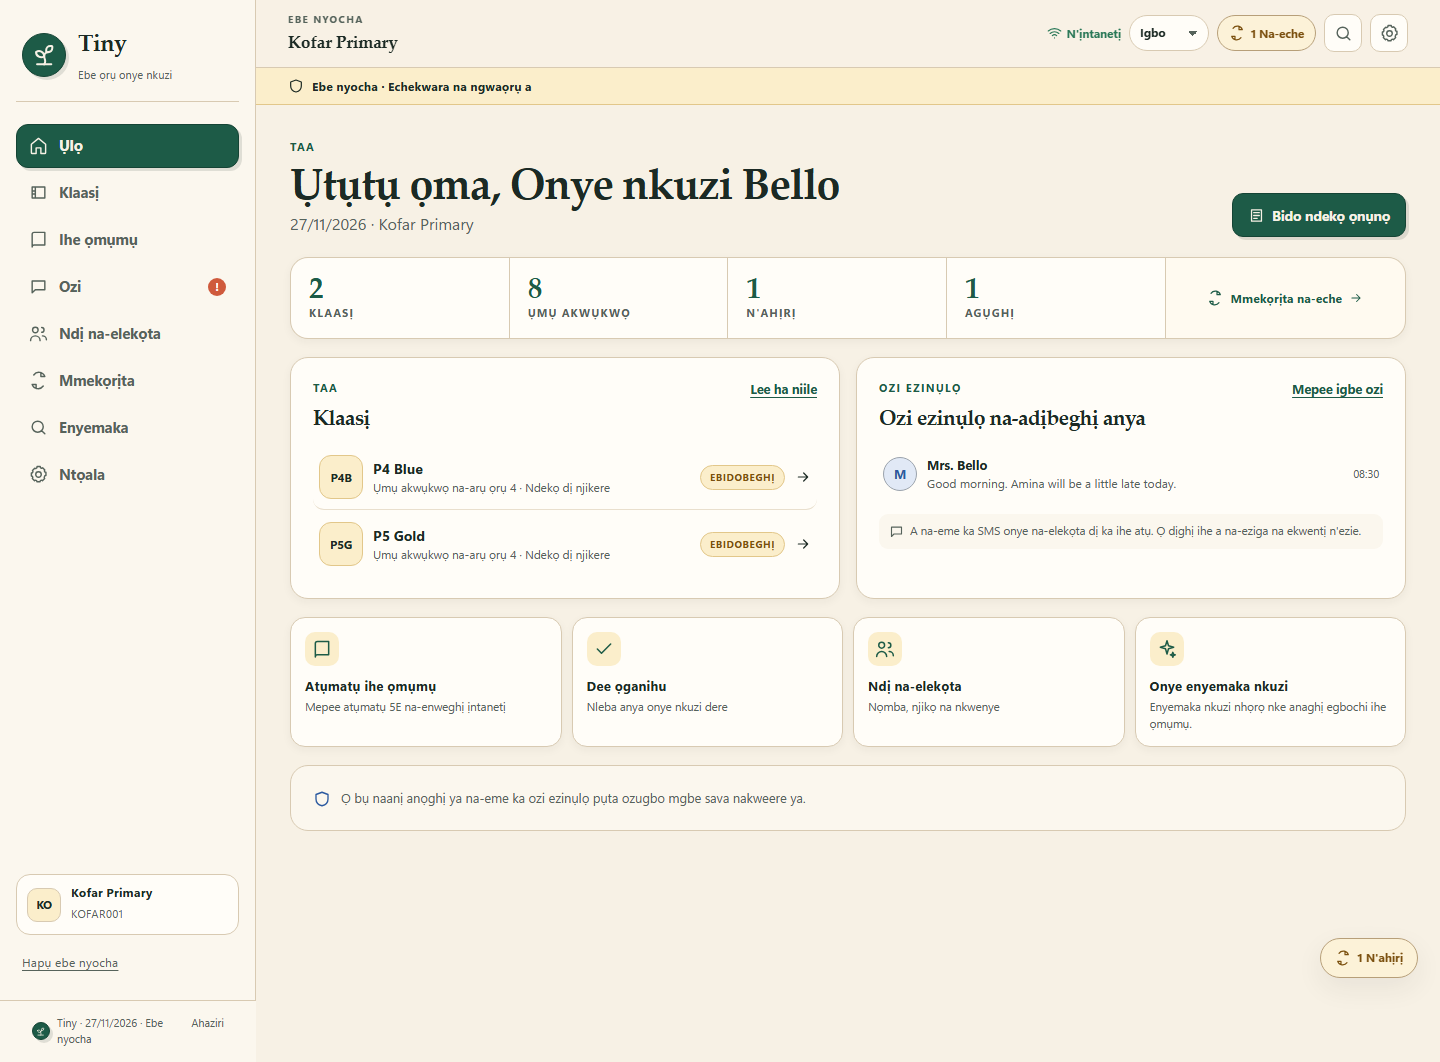 Tiny
Ebe ọrụ onye nkuzi
Ụlọ
Klaasị
Ihe ọmụmụ
Ozi
!
Ndị na-elekọta
Mmekọrịta
Enyemaka
Ntọala
KO
Kofar Primary
KOFAR001
Hapụ ebe nyocha
Tiny · 27/11/2026 · Ebe
nyocha
Ahaziri
EBE NYOCHA
Kofar Primary
N'ịntanetị
Igbo
1 Na-eche
Ebe nyocha · Echekwara na ngwaọrụ a
TAA
Ụtụtụ ọma, Onye nkuzi Bello
27/11/2026 · Kofar Primary
Bido ndekọ ọnụnọ
2
KLAASỊ
8
ỤMỤ AKWỤKWỌ
1
N'AHỊRỊ
1
AGỤGHỊ
Mmekọrịta na-eche
TAA
Klaasị
Lee ha niile
P4B
P4 Blue
Ụmụ akwụkwọ na-arụ ọrụ 4 · Ndekọ dị njikere
EBIDOBEGHỊ
P5G
P5 Gold
Ụmụ akwụkwọ na-arụ ọrụ 4 · Ndekọ dị njikere
EBIDOBEGHỊ
OZI EZINỤLỌ
Ozi ezinụlọ na-adịbeghị anya
Mepee igbe ozi
M
Mrs. Bello
Good morning. Amina will be a little late today.
08:30
A na-eme ka SMS onye na-elekọta dị ka ihe atụ. Ọ dịghị ihe a na-eziga na ekwentị n'ezie.
Atụmatụ ihe ọmụmụ
Mepee atụmatụ 5E na-enweghị ịntanetị
Dee ọganihu
Nleba anya onye nkuzi dere
Ndị na-elekọta
Nọmba, njikọ na nkwenye
Onye enyemaka nkuzi
Enyemaka nkuzi nhọrọ nke anaghị egbochi ihe
ọmụmụ.
Ọ bụ naanị anọghị ya na-eme ka ozi ezinụlọ pụta ozugbo mgbe sava nakweere ya.
1 N'ahịrị